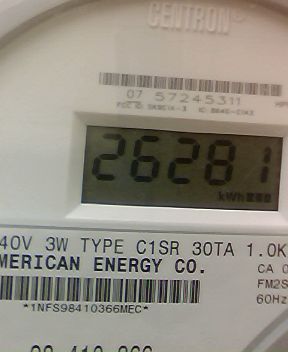 CENTRON®
07 57245311
26281
kWh
40V 3W TYPE C1SR 30TA 1.0K
MERICAN ENERGY CO.
CA 0
FM2S
60Hz
*1NFS98410366MEC*